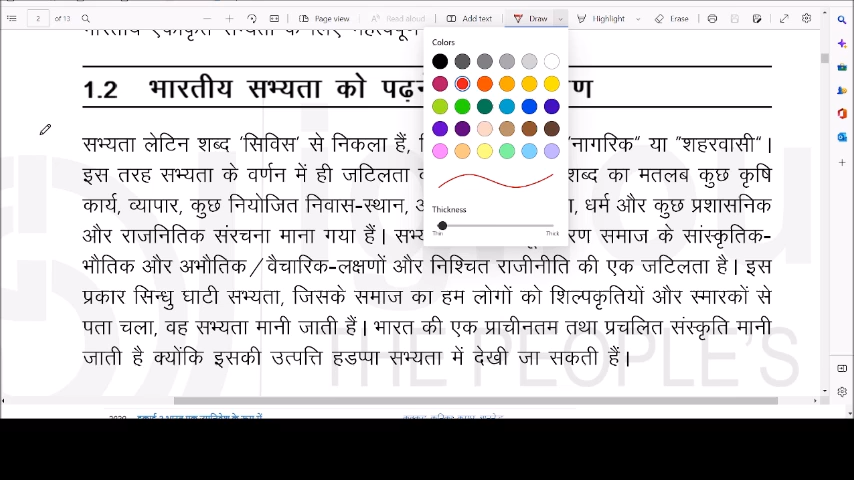 2 of 13 Page view Read aloud Add text Draw Highlight Erase
Colors
1.2 भारतीय सभ्यता को पढ़
सभ्यता लेटिन शब्द 'सिविस' से निकला हैं, "नागरिक" या "शहरवासी"।
इस तरह सभ्यता के वर्णन में ही जटिलता शब्द का मतलब कुछ कृषि
कार्य, व्यापार, कुछ नियोजित निवास-स्थान, धर्म और कुछ प्रशासनिक
Thickness
Thin Thick
और राजनितिक संरचना माना गया हैं। रण समाज के सांस्कृतिक-
भौतिक और अभौतिक/वैचारिक-लक्षणों और निश्चित राजीनीति की एक जटिलता है। इस
प्रकार सिन्धु घाटी सभ्यता, जिसके समाज का हम लोगों को शिल्पकृतियों और स्मारकों से
पता चला, वह सभ्यता मानी जाती हैं। भारत की एक प्राचीनतम तथा प्रचलित संस्कृति मानी
जाती है क्योंकि इसकी उत्पत्ति हडप्पा सभ्यता में देखी जा सकती हैं।
THE PEOPLE'S